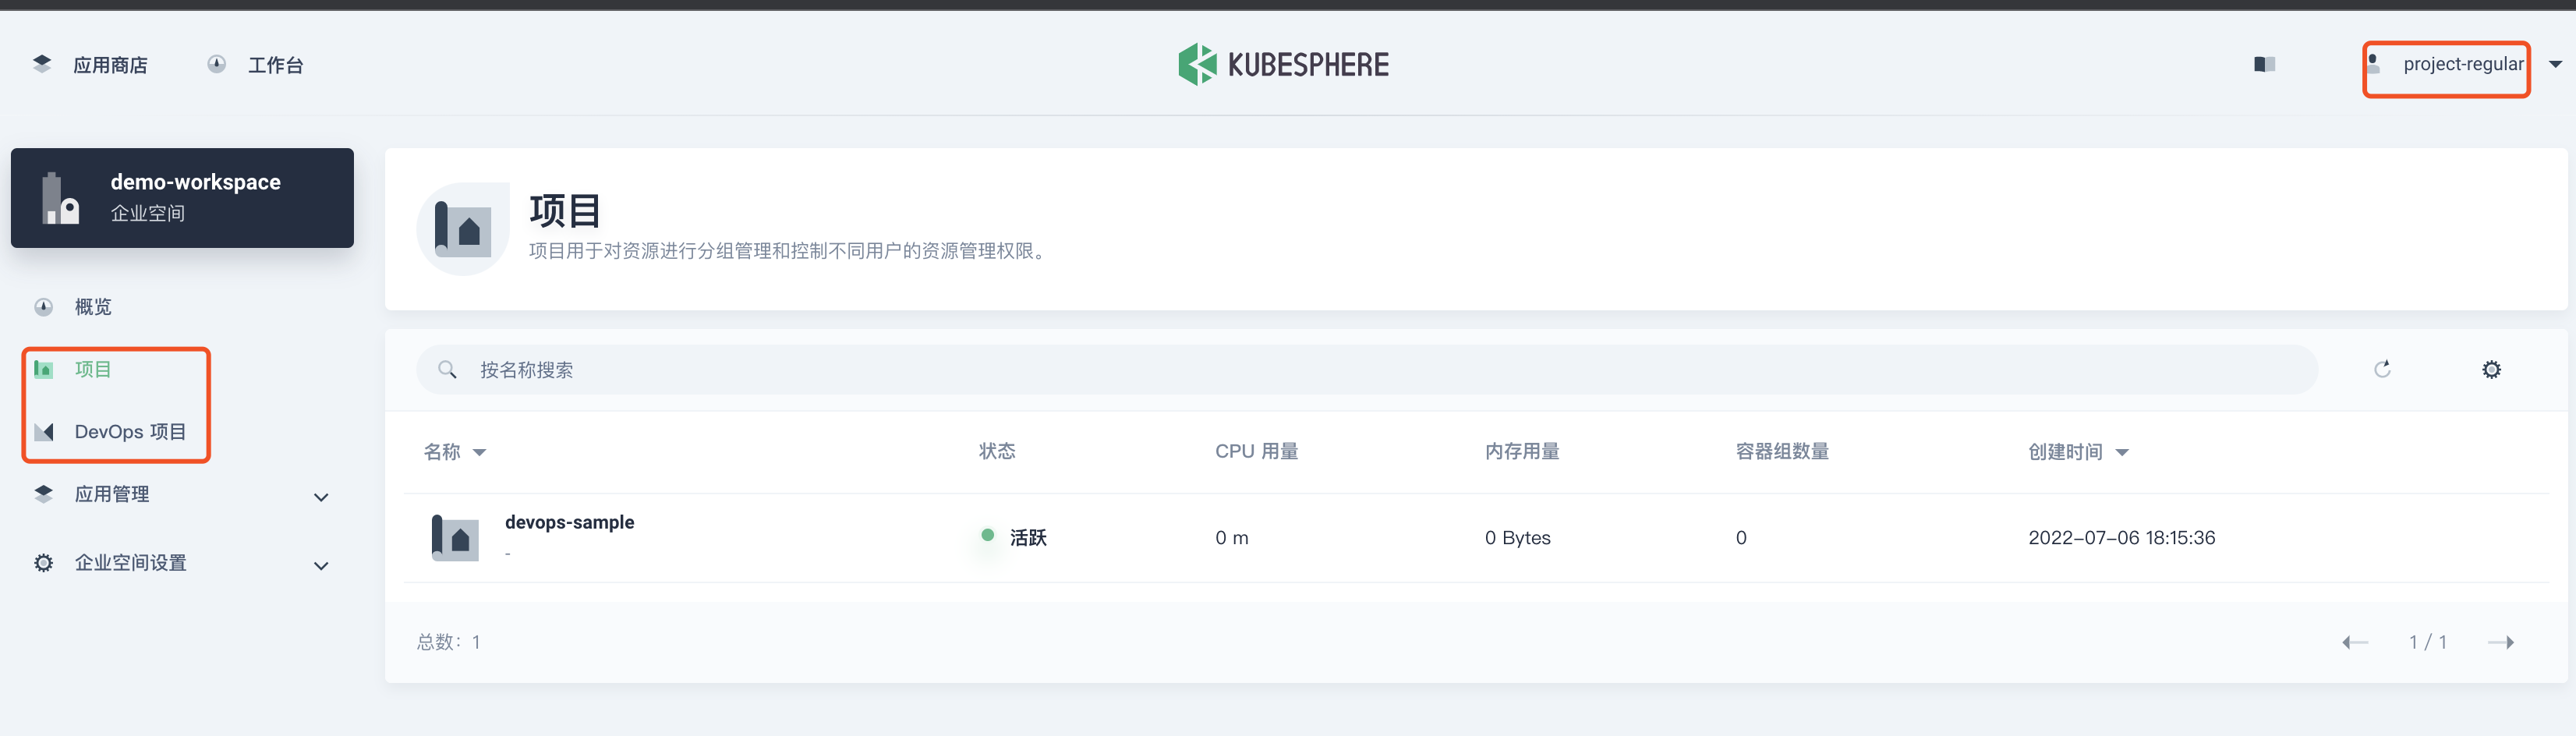 应用商店 工作台 KUBESPHERE project-regular
demo-workspace
企业空间
概览
项目
DevOps 项目
应用管理
企业空间设置
项目
项目用于对资源进行分组管理和控制不同用户的资源管理权限。
按名称搜索
名称 状态 CPU 用量 内存用量 容器组数量 创建时间
devops-sample 活跃 0 m 0 Bytes 0 2022-07-06 18:15:36
-
总数: 1 1 / 1